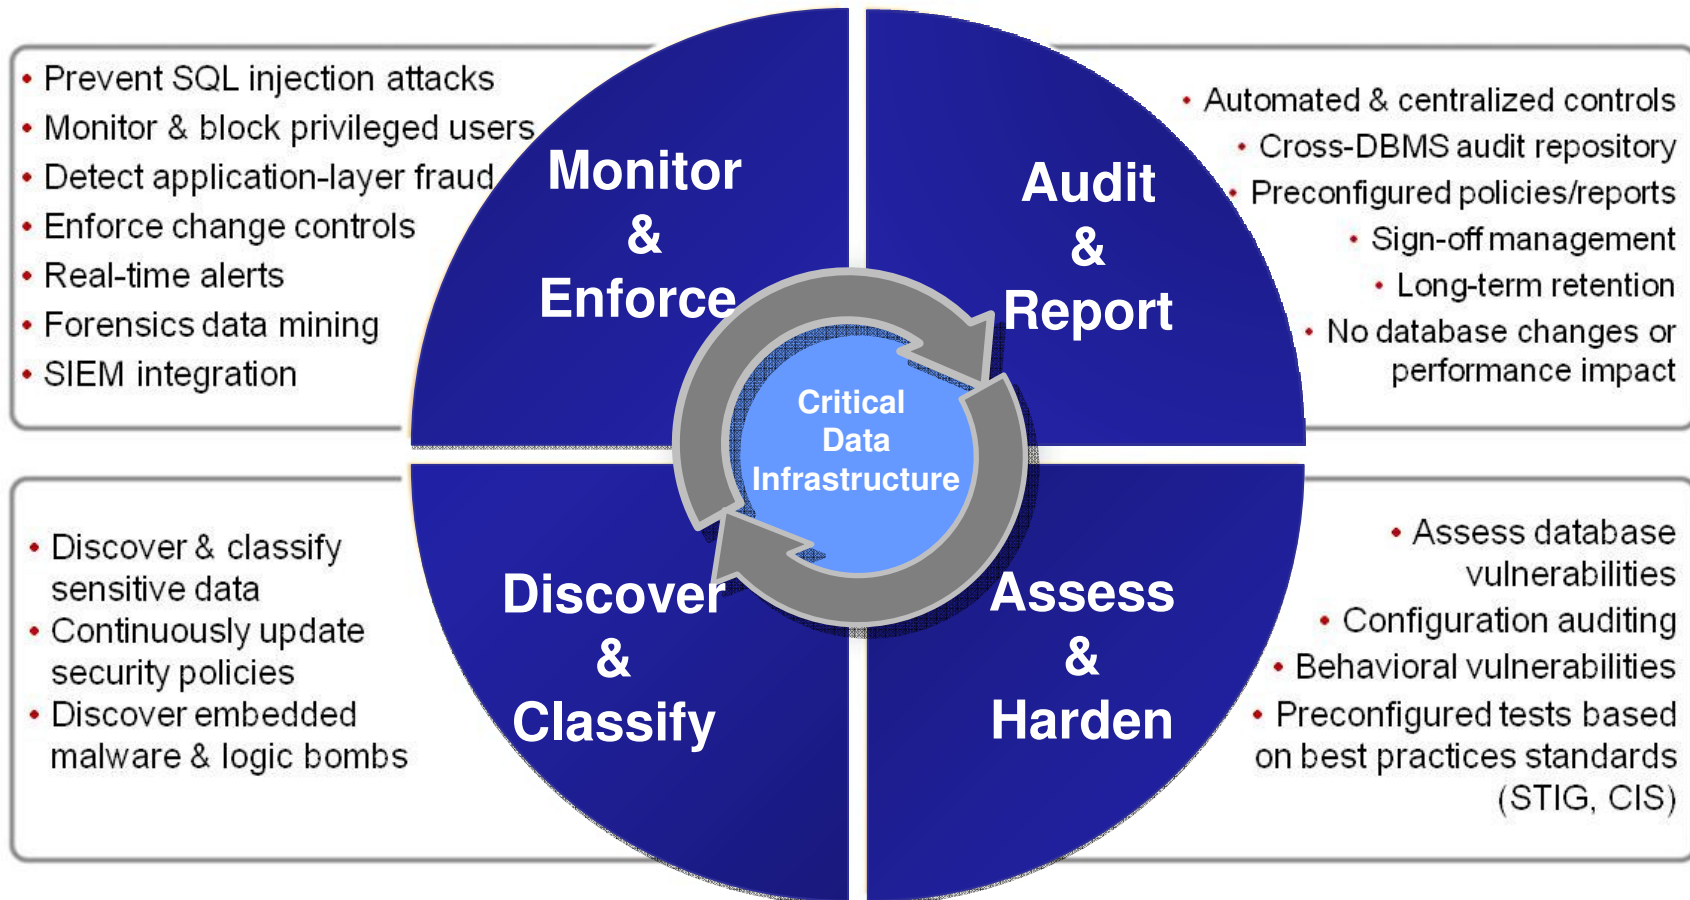 • Prevent SQL injection attacks
• Monitor & block privileged users
• Detect application-layer fraud
• Enforce change controls
• Real-time alerts
• Forensics data mining
• SIEM integration
Monitor
&
Enforce
Audit
&
Report
• Automated & centralized controls
• Cross-DBMS audit repository
• Preconfigured policies/reports
• Sign-off management
• Long-term retention
• No database changes or
performance impact
Critical
Data
Infrastructure
• Discover & classify
sensitive data
• Continuously update
security policies
• Discover embedded
malware & logic bombs
Discover
&
Classify
Assess
&
Harden
• Assess database
vulnerabilities
• Configuration auditing
• Behavioral vulnerabilities
• Preconfigured tests based
on best practices standards
(STIG, CIS)